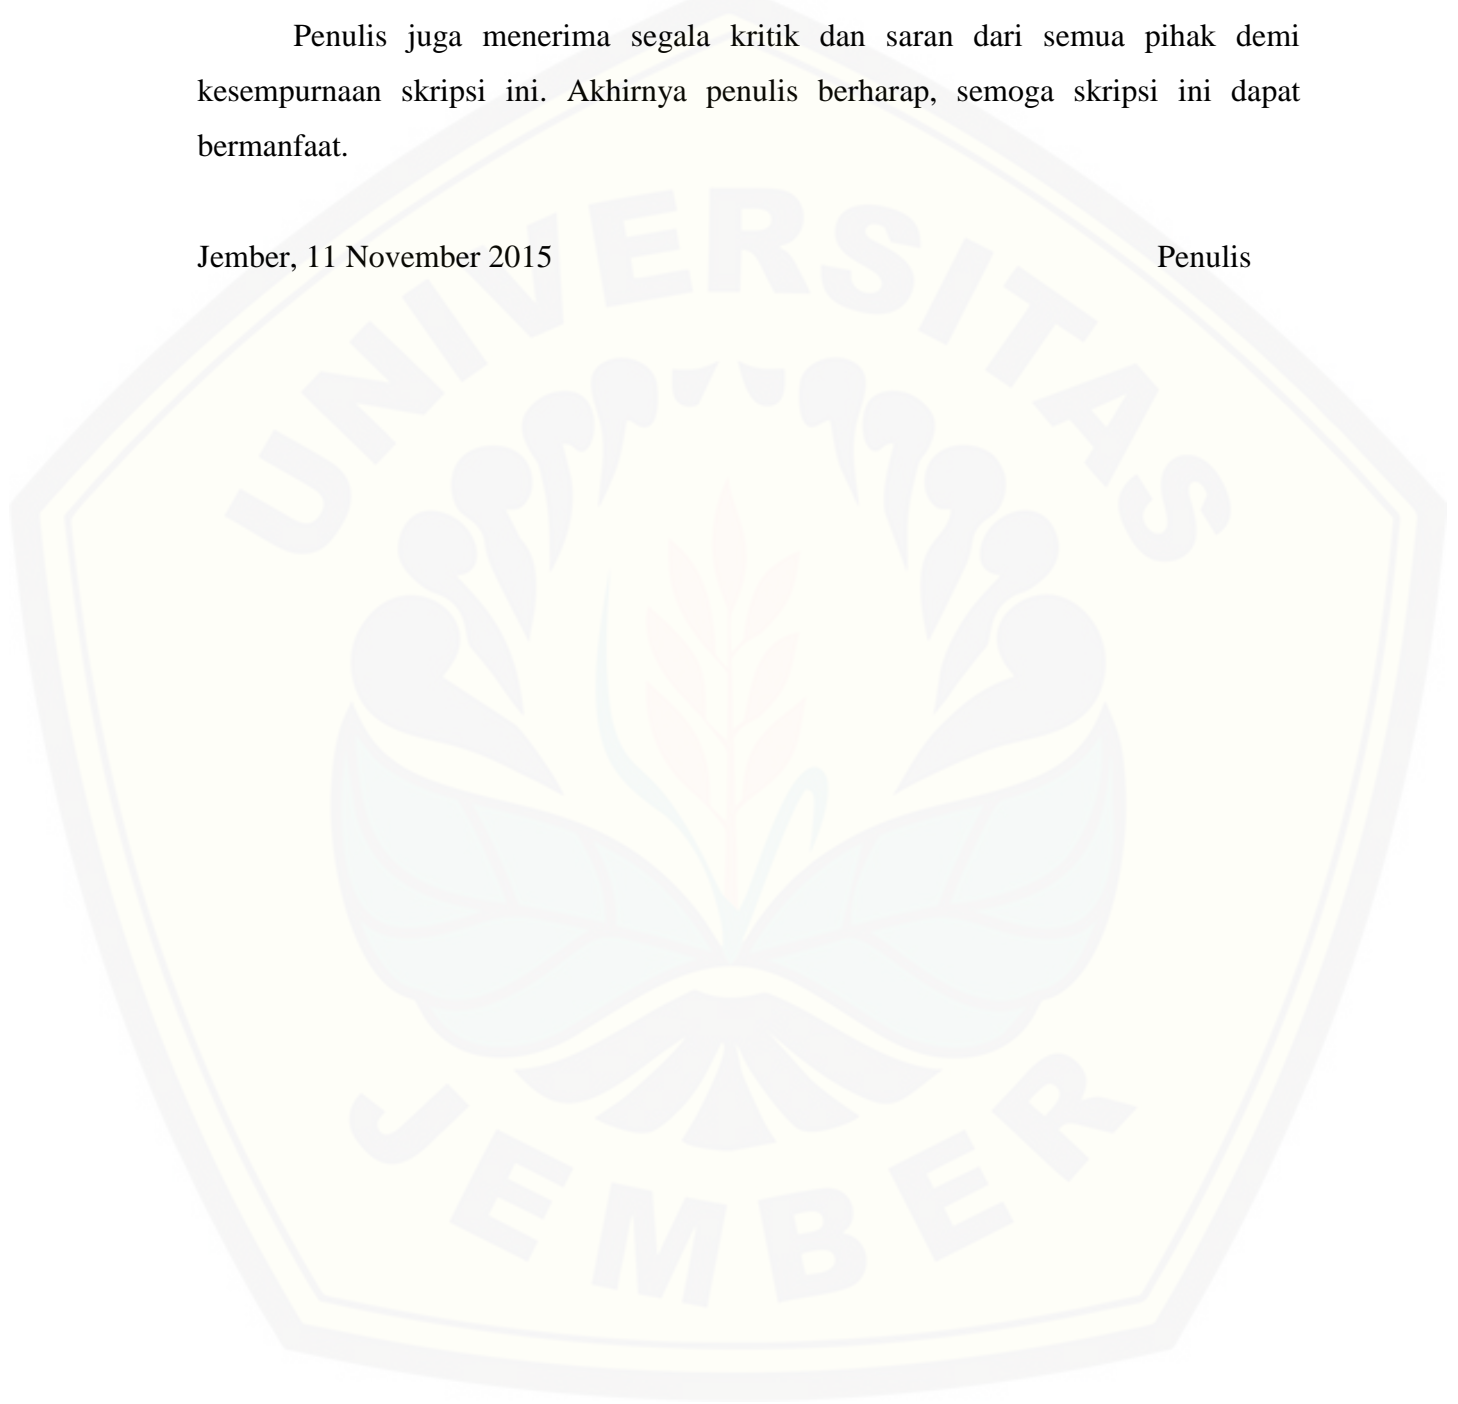 Penulis juga menerima segala kritik dan saran dari semua pihak demi
kesempurnaan skripsi ini. Akhirnya penulis berharap, semoga skripsi ini dapat
bermanfaat.
Jember, 11 November 2015 Penulis
UNIVERSITAS
JEMBER